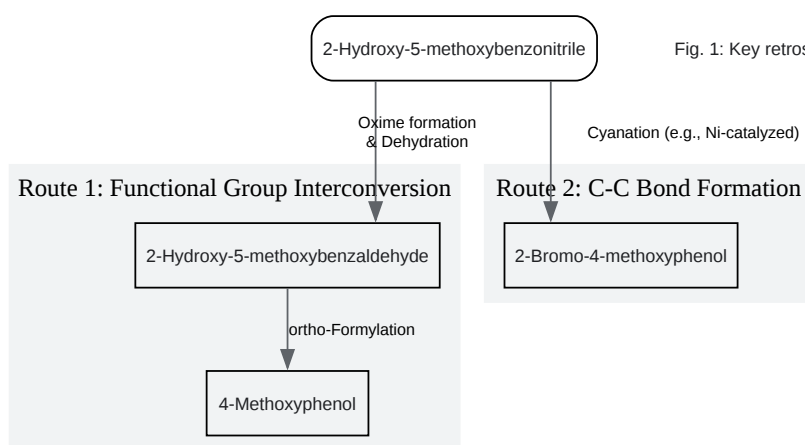 2-Hydroxy-5-methoxybenzonitrile
Fig. 1: Key retros
Oxime formation
& Dehydration
Cyanation (e.g., Ni-catalyzed)
Route 1: Functional Group Interconversion
Route 2: C-C Bond Formation
2-Hydroxy-5-methoxybenzaldehyde
2-Bromo-4-methoxyphenol
ortho-Formylation
4-Methoxyphenol